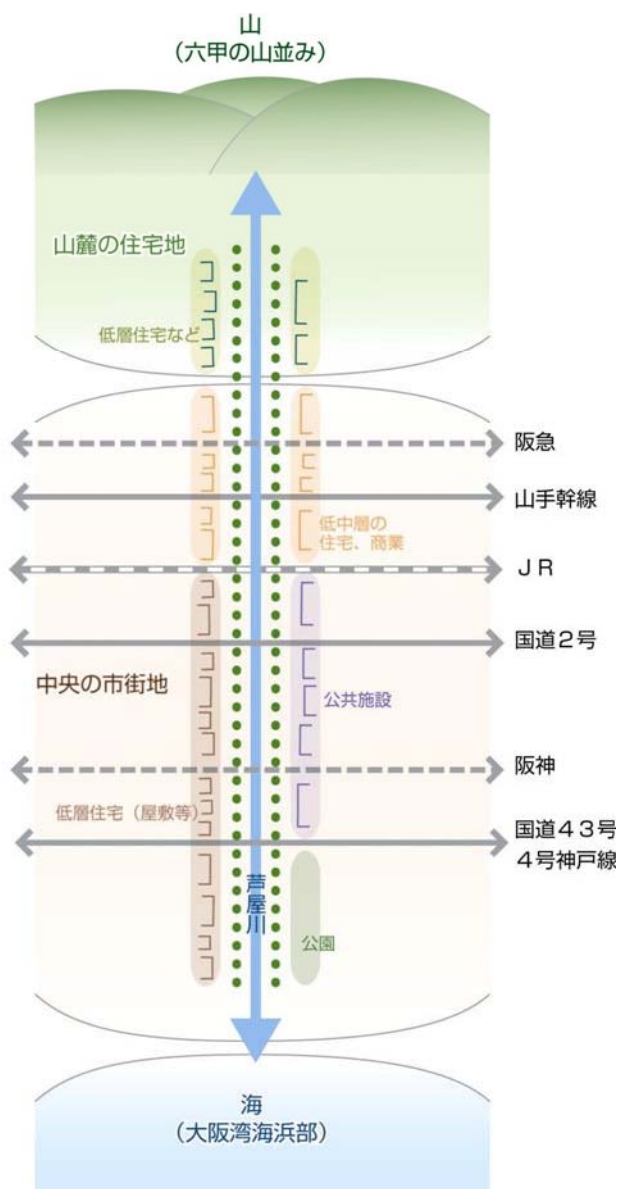 山
（六甲の山並み）
山麓の住宅地
低層住宅など
阪急
山手幹線
低中層の
住宅、商業
ＪＲ
国道２号
中央の市街地
公共施設
阪神
低層住宅（屋敷等）
国道４３号
４号神戸線
芦屋川
公園
海
（大阪湾海浜部）